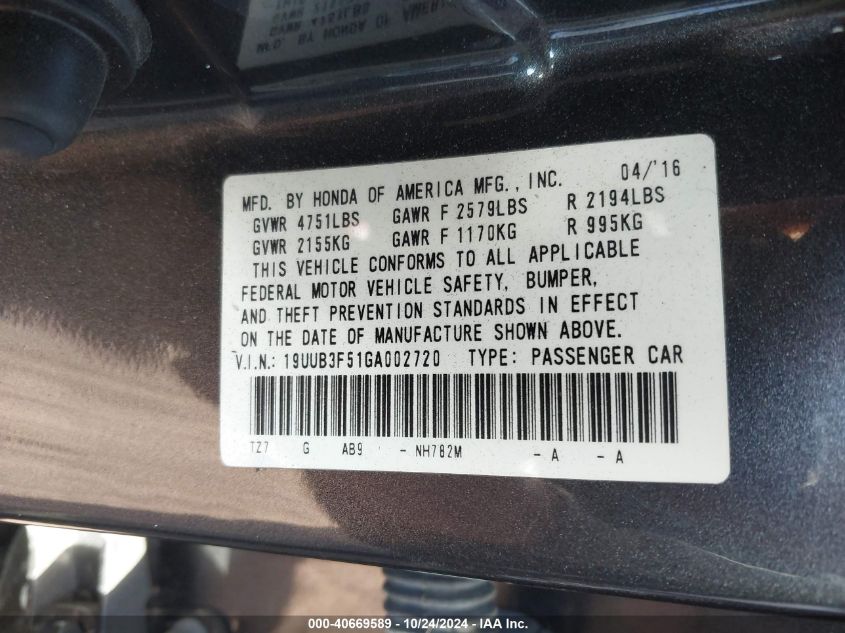 MFD. BY HONDA OF AMERICA MFG., INC. 04/'16
GVWR 4751LBS GAWR F 2579LBS R 2194LBS
GVWR 2155KG GAWR F 1170KG R 995KG
THIS VEHICLE CONFORMS TO ALL APPLICABLE
FEDERAL MOTOR VEHICLE SAFETY, BUMPER,
AND THEFT PREVENTION STANDARDS IN EFFECT
ON THE DATE OF MANUFACTURE SHOWN ABOVE.
V.I.N.: 19UUB3F51GA002720 TYPE: PASSENGER CAR
TZ7 G AB9 - NH782M - A - A
000-40669589 - 10/24/2024 - IAA Inc.